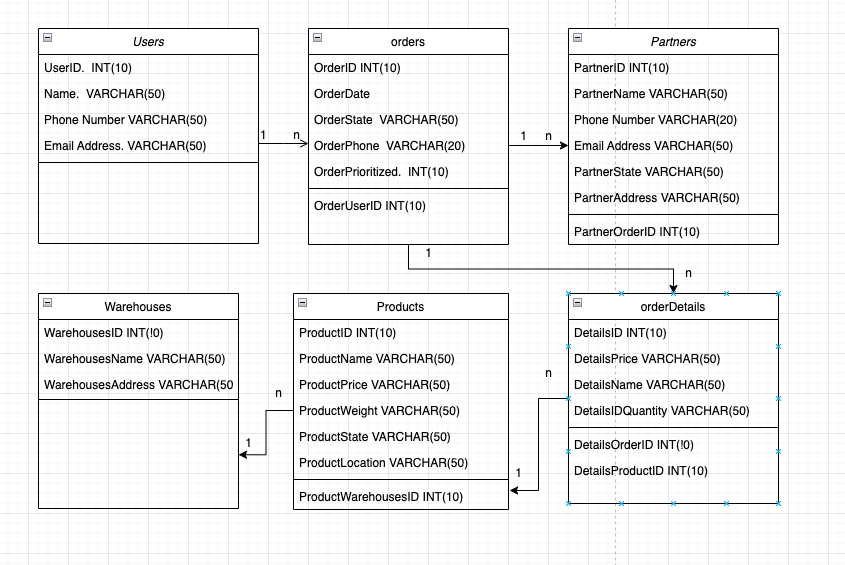 Users
UserID.  INT(10)
Name.  VARCHAR(50)
Phone Number VARCHAR(50)
Email Address. VARCHAR(50)
1
n
orders
OrderID INT(10)
OrderDate
OrderState  VARCHAR(50)
OrderPhone  VARCHAR(20)
OrderPrioritized.  INT(10)
OrderUserID INT(10)
1
n
Partners
PartnerID INT(10)
PartnerName VARCHAR(50)
Phone Number VARCHAR(20)
Email Address VARCHAR(50)
PartnerState VARCHAR(50)
PartnerAddress VARCHAR(50)
PartnerOrderID INT(10)
1
n
Warehouses
WarehousesID INT(!0)
WarehousesName VARCHAR(50)
WarehousesAddress VARCHAR(50
n
1
Products
ProductID INT(10)
ProductName VARCHAR(50)
ProductPrice VARCHAR(50)
ProductWeight VARCHAR(50)
ProductState VARCHAR(50)
ProductLocation VARCHAR(50)
ProductWarehousesID INT(10)
n
1
orderDetails
DetailsID INT(10)
DetailsPrice VARCHAR(50)
DetailsName VARCHAR(50)
DetailsIDQuantity VARCHAR(50)
DetailsOrderID INT(!0)
DetailsProductID INT(10)